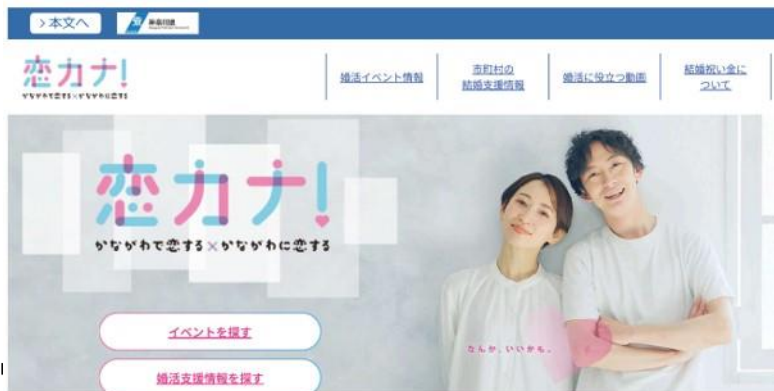 >本文へ
神奈川県
恋カナ!
かながわで恋する×かながわに恋する
婚活イベント情報
市町村の
結婚支援情報
婚活に役立つ動画
結婚祝い金に
ついて
恋カナ!
かながわで恋する×かながわに恋する
イベントを探す
なんか、いいかも。
婚活支援情報を探す